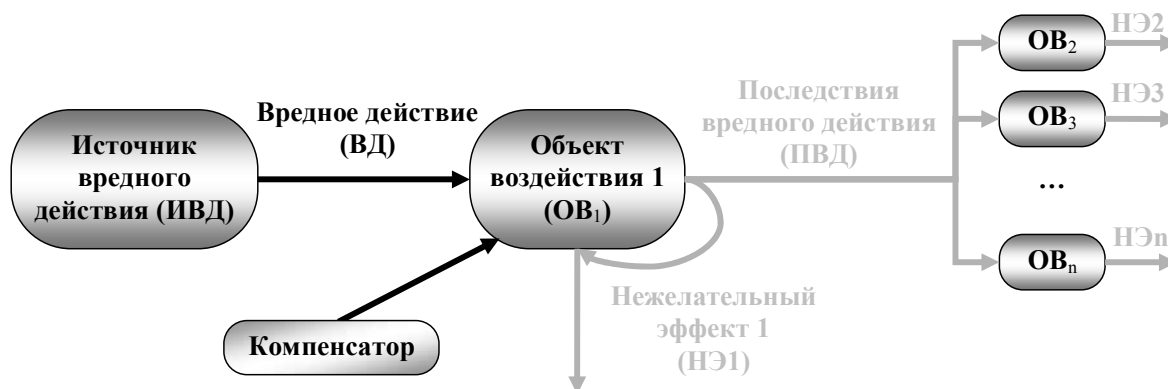 Источник
вредного
действия (ИВД)
Вредное действие
(ВД)
Объект
воздействия 1
(ОВ₁)
Компенсатор
Последствия
вредного действия
(ПВД)
Нежелательный
эффект 1
(НЭ1)
ОВ₂
НЭ2
ОВ₃
НЭ3
...
ОВₙ
НЭn